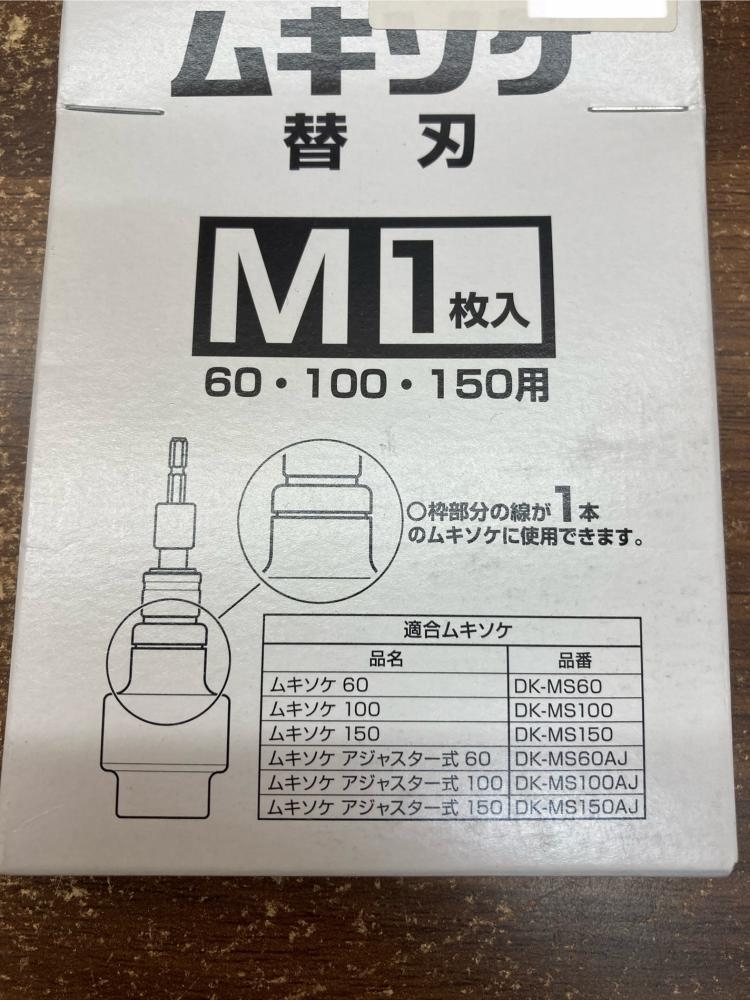 ムキソケ
替刃
M 1枚入
60・100・150用
○枠部分の線が1本
のムキソケに使用できます。
適合ムキソケ
品名 品番
ムキソケ 60 DK-MS60
ムキソケ 100 DK-MS100
ムキソケ 150 DK-MS150
ムキソケ アジャスター式 60 DK-MS60AJ
ムキソケ アジャスター式 100 DK-MS100AJ
ムキソケ アジャスター式 150 DK-MS150AJ